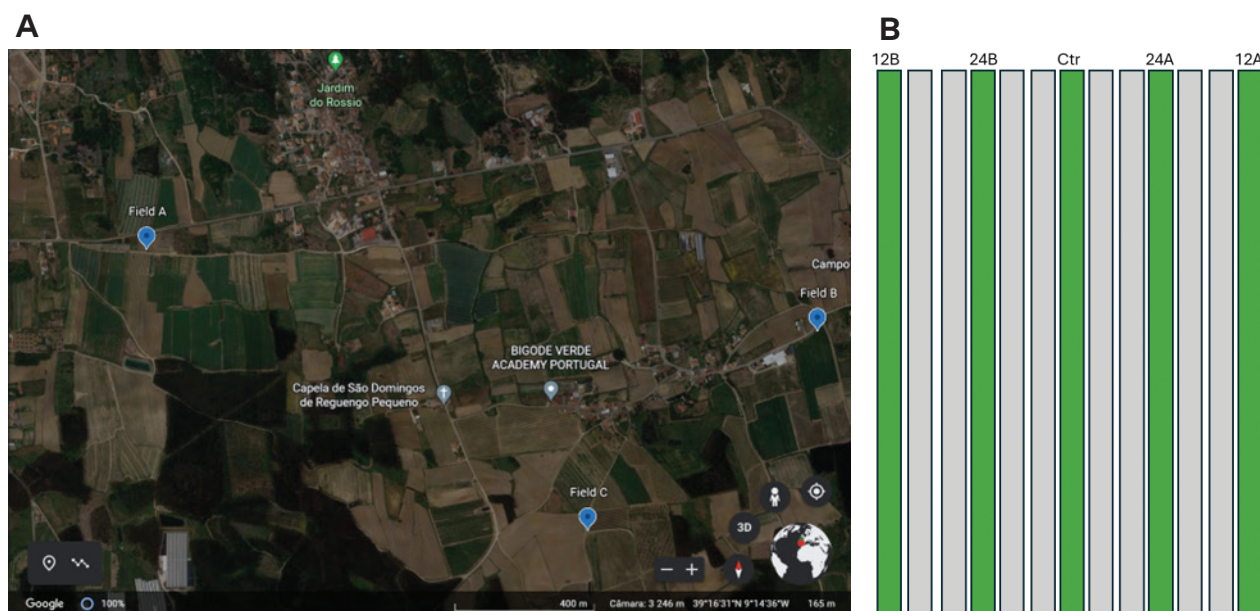 A
B
Jardim
do Rossio
Field A
Campo
Field B
BIGODE VERDE
ACADEMY PORTUGAL
Capela de São Domingos
de Reguengo Pequeno
Field C
3D
Google
100%
400 m
Câmara: 3 246 m
39°16'31"N 9°14'36"W
165 m
12B
24B
Ctr
24A
12A